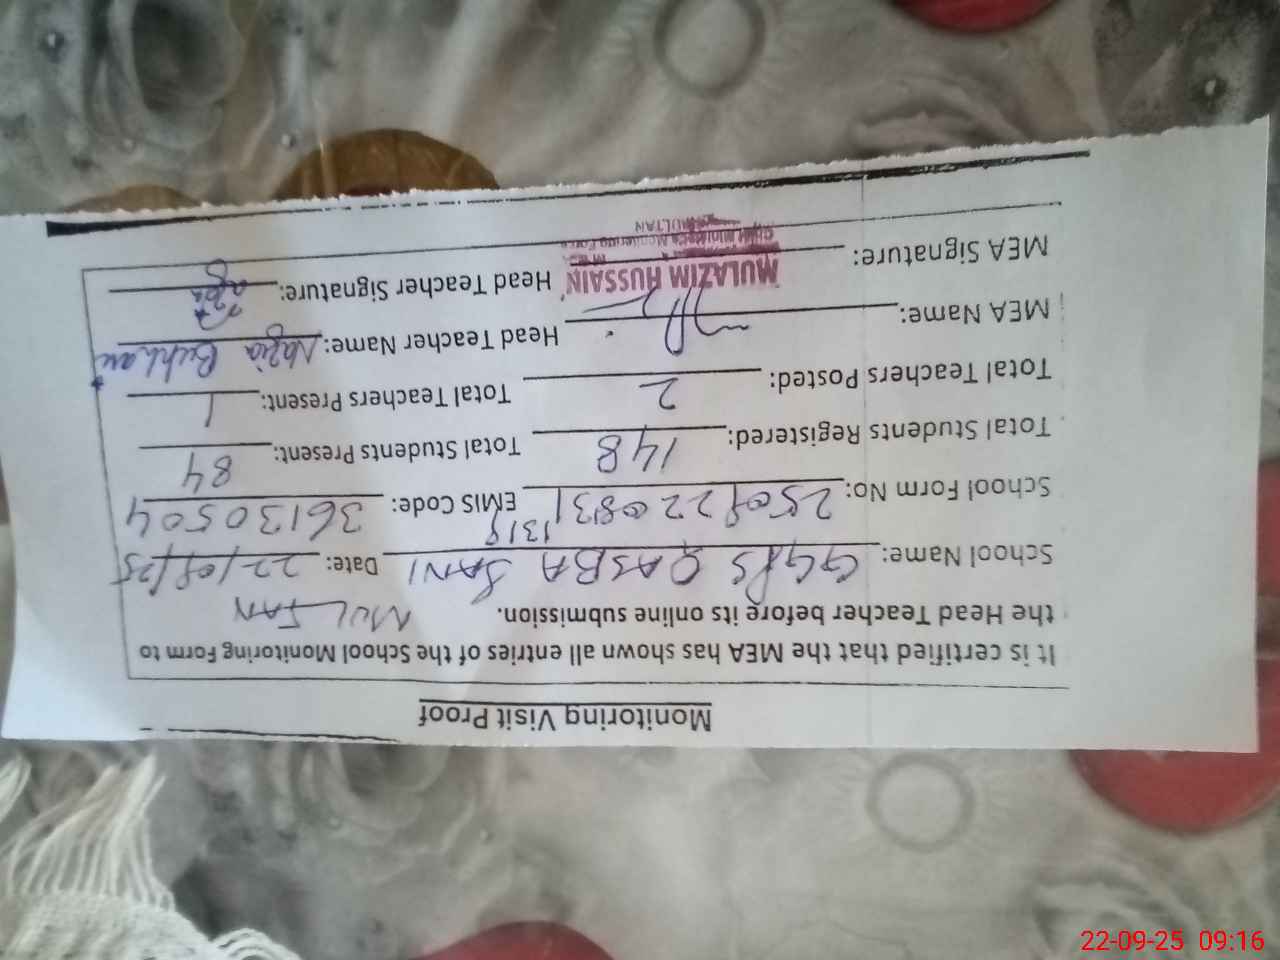 Monitoring Visit Proof
It is certified that the MEA has shown all entries of the School Monitoring Form to
the Head Teacher before its online submission. MULTAN
School Name: GGPS QASBA SANI Date: 22/09/25
School Form No: EMIS Code: 36130504
Total Students Registered: 148 Total Students Present: 84
Total Teachers Posted: 2 Total Teachers Present: 1
MEA Name: Head Teacher Name: Nazia
MEA Signature: MULAZIM HUSSAIN Head Teacher Signature:
Monitoring Force
MULTAN
22-09-25 09:16